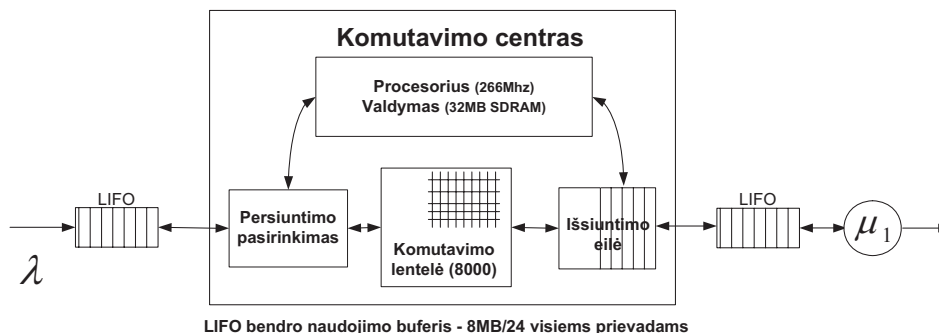 Komutavimo centras
Procesorius (266Mhz)
Valdymas (32MB SDRAM)
LIFO
Persiuntimo
pasirinkimas
Komutavimo
lentelė (8000)
Išsiuntimo
eilė
LIFO
λ
μ1
LIFO bendro naudojimo buferis - 8MB/24 visiems prievadams